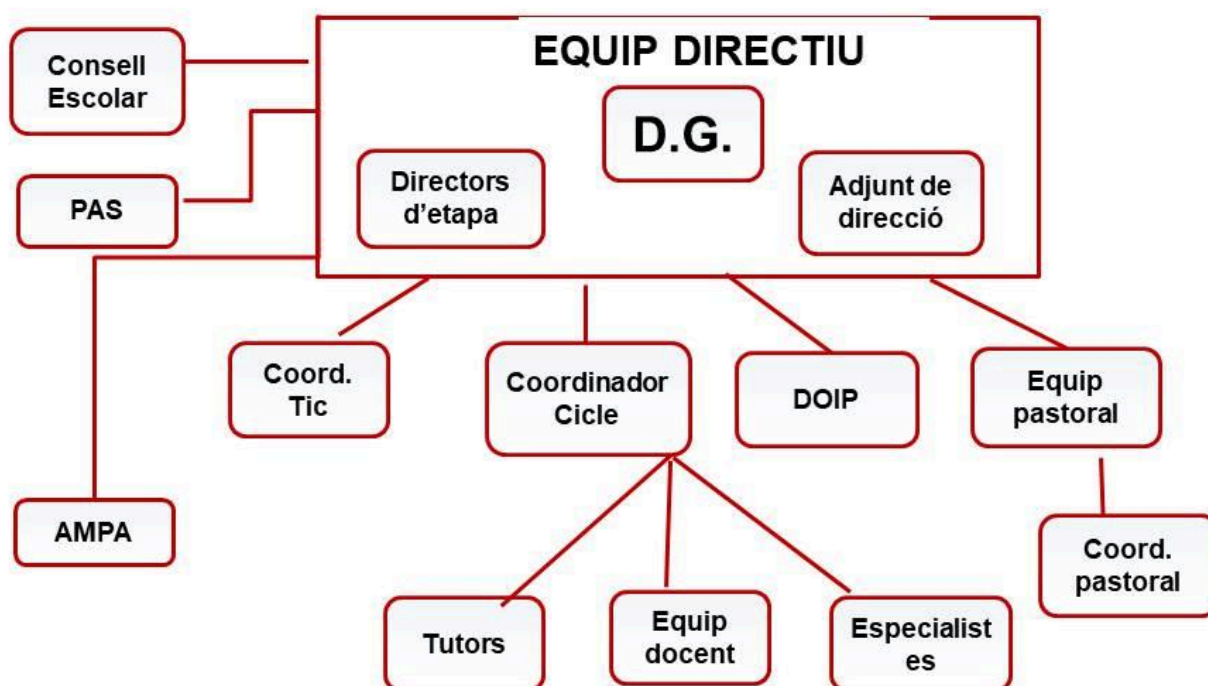 EQUIP DIRECTIU
Consell
Escolar
D.G.
Directors
d’etapa
Adjunt de
direcció
PAS
Coord.
Tic
Coordinador
Cicle
DOIP
Equip
pastoral
AMPA
Coord.
pastoral
Tutors
Equip
docent
Especialist
es